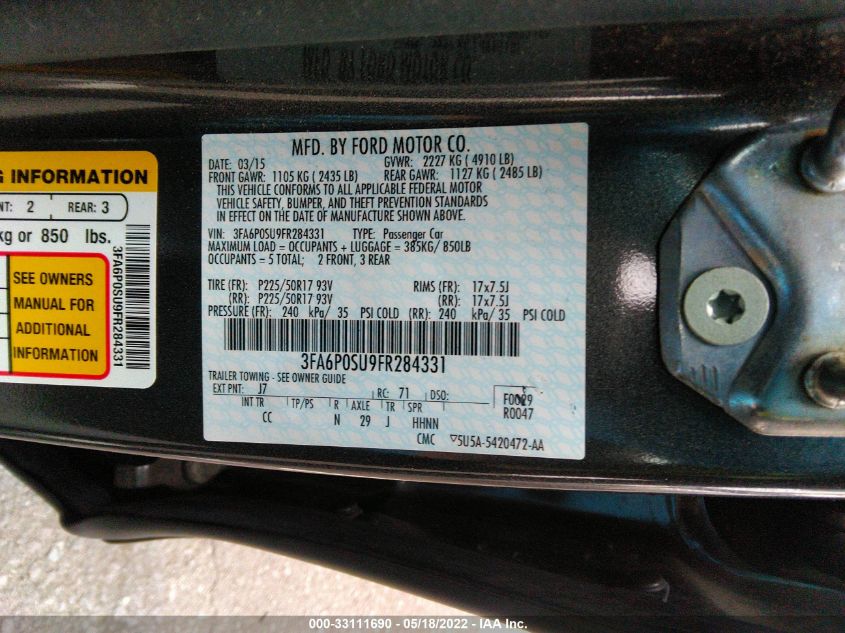 MFD. BY FORD MOTOR CO.
DATE: 03/15 GVWR: 2227 KG ( 4910 LB)
FRONT GAWR: 1105 KG ( 2435 LB) REAR GAWR: 1127 KG ( 2485 LB)
THIS VEHICLE CONFORMS TO ALL APPLICABLE FEDERAL MOTOR
VEHICLE SAFETY, BUMPER, AND THEFT PREVENTION STANDARDS
IN EFFECT ON THE DATE OF MANUFACTURE SHOWN ABOVE.
VIN: 3FA6P0SU9FR284331 TYPE: Passenger Car
MAXIMUM LOAD = OCCUPANTS + LUGGAGE = 385KG/ 850LB
OCCUPANTS = 5 TOTAL; 2 FRONT, 3 REAR
TIRE (FR): P225/50R17 93V RIMS (FR): 17x7.5J
(RR): P225/50R17 93V (RR): 17x7.5J
PRESSURE (FR): 240 kPa/ 35 PSI COLD (RR): 240 kPa/ 35 PSI COLD
3FA6P0SU9FR284331
TRAILER TOWING - SEE OWNER GUIDE
EXT PNT: J7 RC: 71 DSO:
INT TR TP/PS R AXLE TR SPR
CC N 29 J HHNN
5
F0029
R0047
CMC ▽5U5A-5420472-AA
G INFORMATION
NT: 2 REAR: 3
kg or 850 lbs.
SEE OWNERS
MANUAL FOR
ADDITIONAL
INFORMATION
3FA6P0SU9FR284331
000-33111690 - 05/18/2022 - IAA Inc.